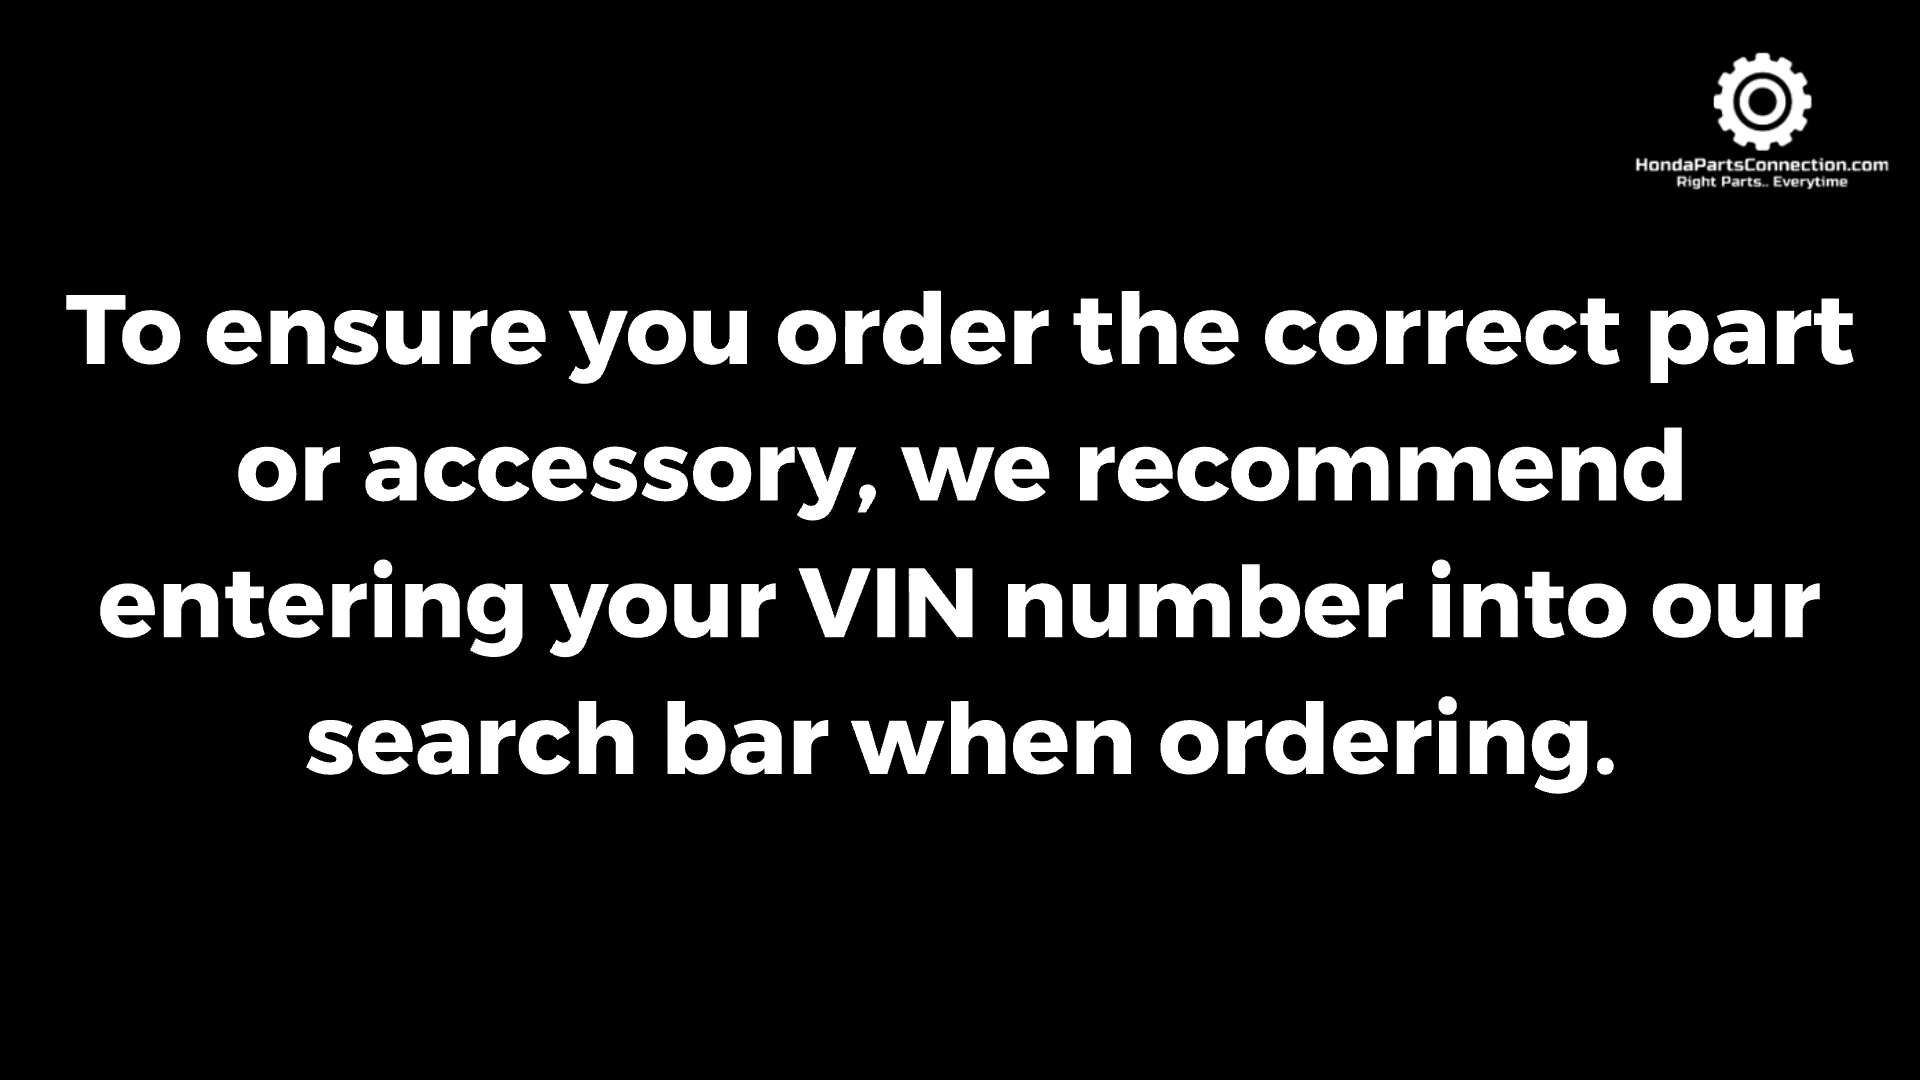 HondaPartsConnection.com
Right Parts.. Everytime
To ensure you order the correct part
or accessory, we recommend
entering your VIN number into our
search bar when ordering.